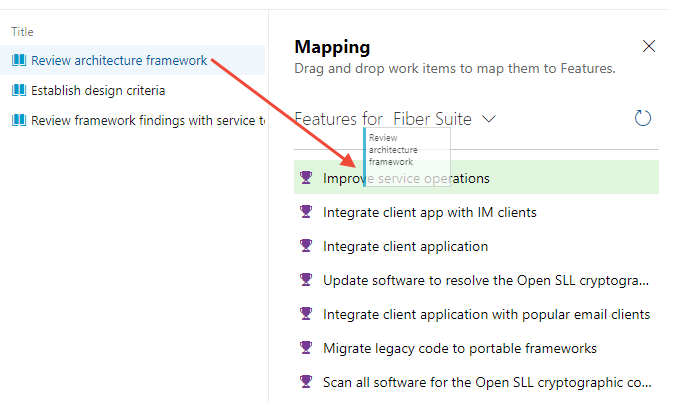 Title
Review architecture framework
Establish design criteria
Review framework findings with service te
Mapping
Drag and drop work items to map them to Features.
Features for Fiber Suite
Review
architecture
framework
Improve service operations
Integrate client app with IM clients
Integrate client application
Update software to resolve the Open SLL cryptogra...
Integrate client application with popular email clients
Migrate legacy code to portable frameworks
Scan all software for the Open SLL cryptographic co...